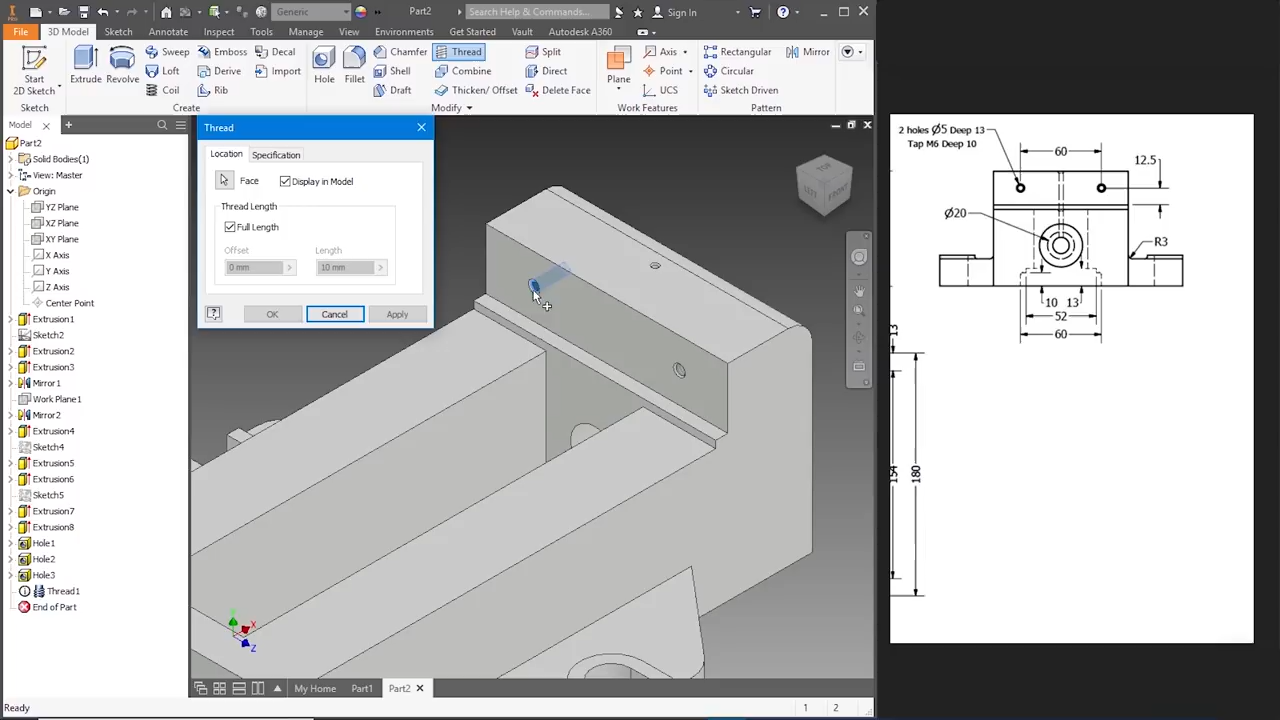 Generic
Part2
Search Help & Commands...
Sign In
File
3D Model
Sketch
Annotate
Inspect
Tools
Manage
View
Environments
Get Started
Vault
Autodesk A360
Start
2D Sketch
Sketch
Extrude
Revolve
Sweep
Loft
Coil
Emboss
Derive
Rib
Decal
Import
Create
Hole
Fillet
Chamfer
Shell
Draft
Thread
Combine
Thicken/ Offset
Split
Direct
Delete Face
Modify
Plane
Axis
Point
UCS
Work Features
Rectangular
Circular
Sketch Driven
Mirror
Pattern
Model
Part2
Solid Bodies(1)
View: Master
Origin
YZ Plane
XZ Plane
XY Plane
X Axis
Y Axis
Z Axis
Center Point
Extrusion1
Sketch2
Extrusion2
Extrusion3
Mirror1
Work Plane1
Mirror2
Extrusion4
Sketch4
Extrusion5
Extrusion6
Sketch5
Extrusion7
Extrusion8
Hole1
Hole2
Hole3
Thread1
End of Part
Thread
Location
Specification
Face
Display in Model
Thread Length
Full Length
Offset
Length
0 mm
10 mm
OK
Cancel
Apply
TOP
LEFT
FRONT
Y
X
Z
My Home
Part1
Part2
Ready
1
2
2 holes Ø5 Deep 13
Tap M6 Deep 10
60
12.5
Ø20
R3
10
13
52
60
13
154
180